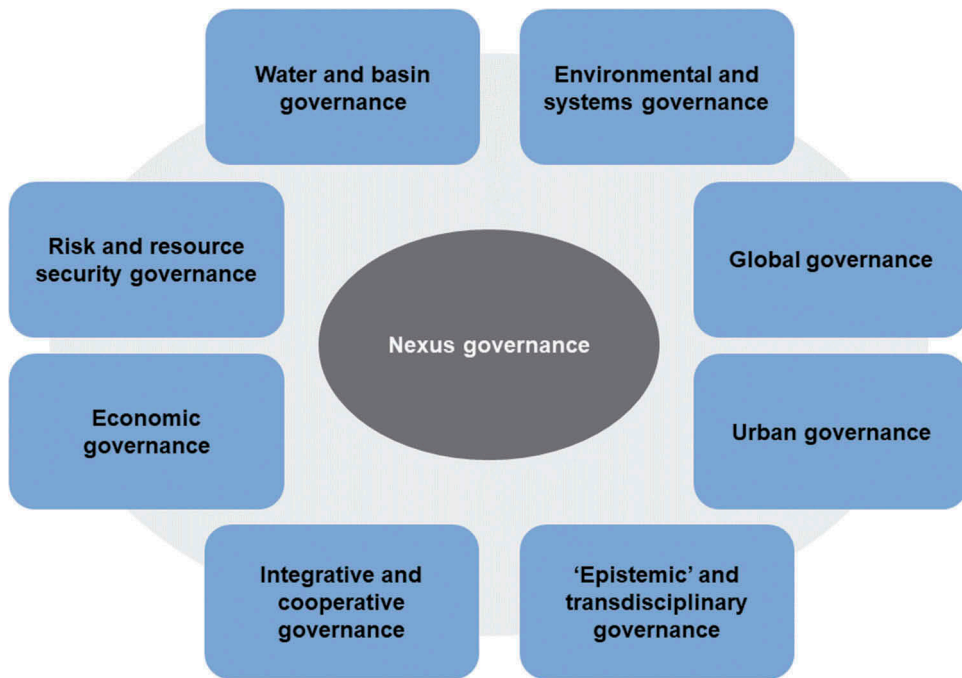 Water and basin
governance
Environmental and
systems governance
Risk and resource
security governance
Global governance
Nexus governance
Economic
governance
Urban governance
Integrative and
cooperative
governance
‘Epistemic’ and
transdisciplinary
governance